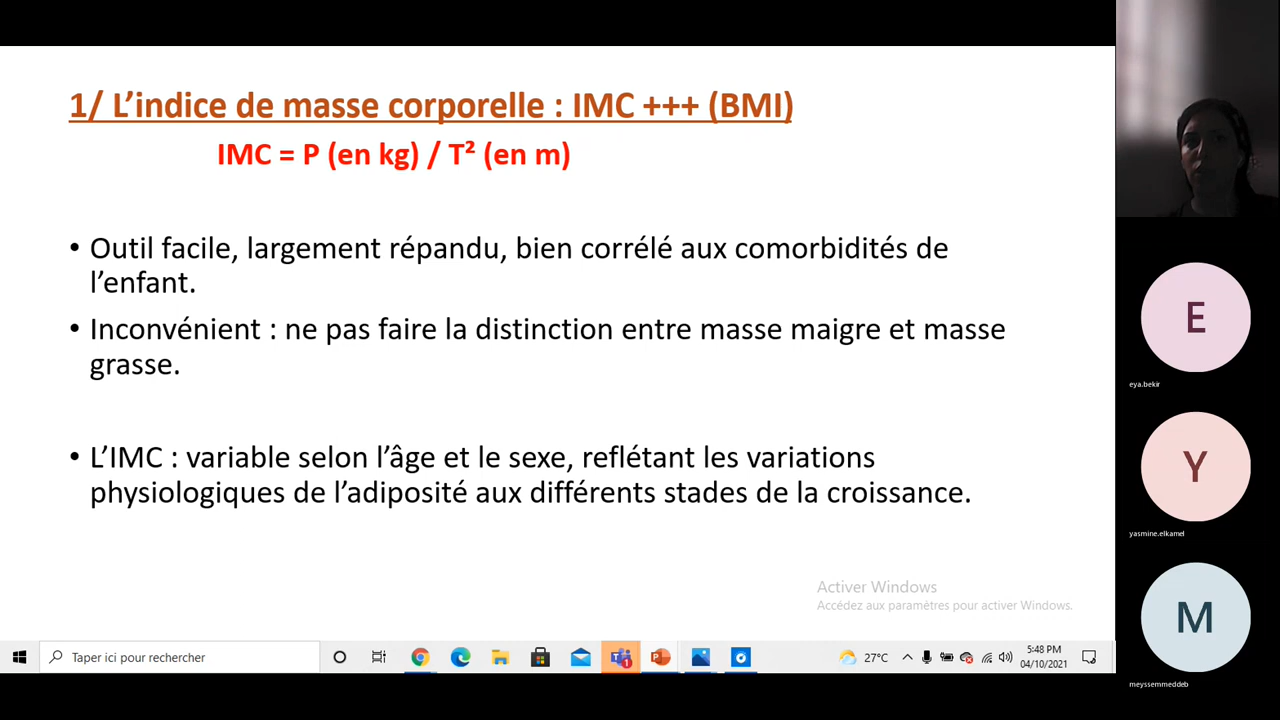 1/ L’indice de masse corporelle : IMC +++ (BMI)
IMC = P (en kg) / T² (en m)
• Outil facile, largement répandu, bien corrélé aux comorbidités de
l’enfant.
• Inconvénient : ne pas faire la distinction entre masse maigre et masse
grasse.
• L’IMC : variable selon l’âge et le sexe, reflétant les variations
physiologiques de l’adiposité aux différents stades de la croissance.
Activer Windows
Accédez aux paramètres pour activer Windows.
Taper ici pour rechercher
1
27°C
5:48 PM
04/10/2021
E
eya.bekir
Y
yasmine.elkamel
M
meyssemmeddeb